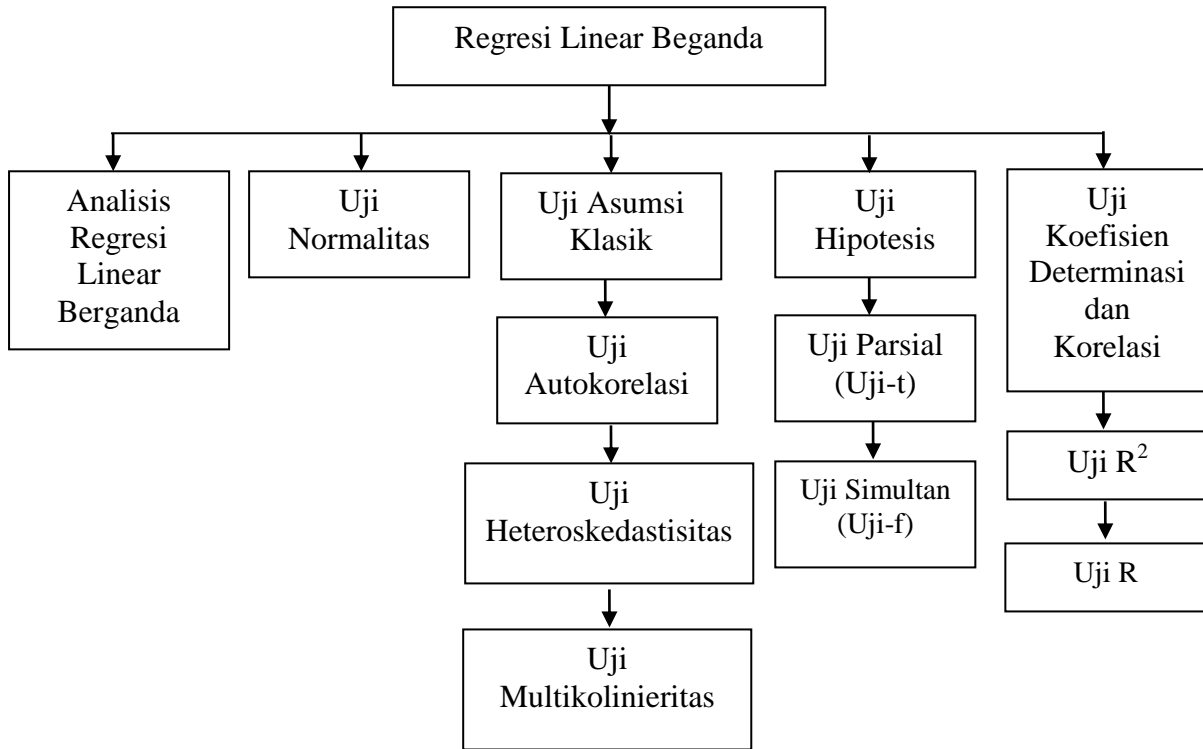 Regresi Linear Beganda
Analisis
Regresi
Linear
Berganda
Uji
Normalitas
Uji Asumsi
Klasik
Uji
Autokorelasi
Uji
Heteroskedastisitas
Uji
Multikolinieritas
Uji
Hipotesis
Uji Parsial
(Uji-t)
Uji Simultan
(Uji-f)
Uji
Koefisien
Determinasi
dan
Korelasi
Uji R²
Uji R